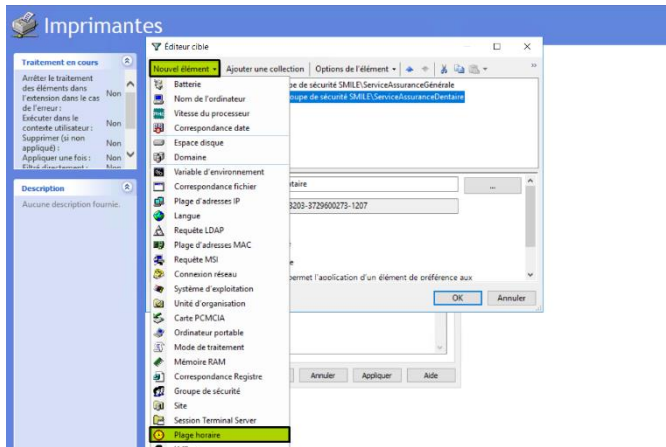 Imprimantes
Traitement en cours
Arrêter le traitement
des éléments dans
l'extension dans le cas Non
de l'erreur :
Exécuter dans le
contexte utilisateur : Non
Supprimer (si non
appliqué) : Non
Appliquer une fois : Non
Filtré directement : Non
Description
Aucune description fournie.
Éditeur cible
Nouvel élément Ajouter une collection Options de l'élément
pe de sécurité SMILE\ServiceAssuranceGénérale
oupe de sécurité SMILE\ServiceAssuranceDentaire
ntaire ...
3203-3729600273-1207
permet l'application d'un élément de préférence aux
OK Annuler
Batterie
Nom de l'ordinateur
Vitesse du processeur
Correspondance date
Espace disque
Domaine
Variable d'environnement
Correspondance fichier
Plage d'adresses IP
Langue
Requête LDAP
Plage d'adresses MAC
Requête MSI
Connexion réseau
Système d'exploitation
Unité d'organisation
Carte PCMCIA
Ordinateur portable
Mode de traitement
Mémoire RAM
Correspondance Registre
Groupe de sécurité
Site
Session Terminal Server
Plage horaire
Annuler Appliquer Aide